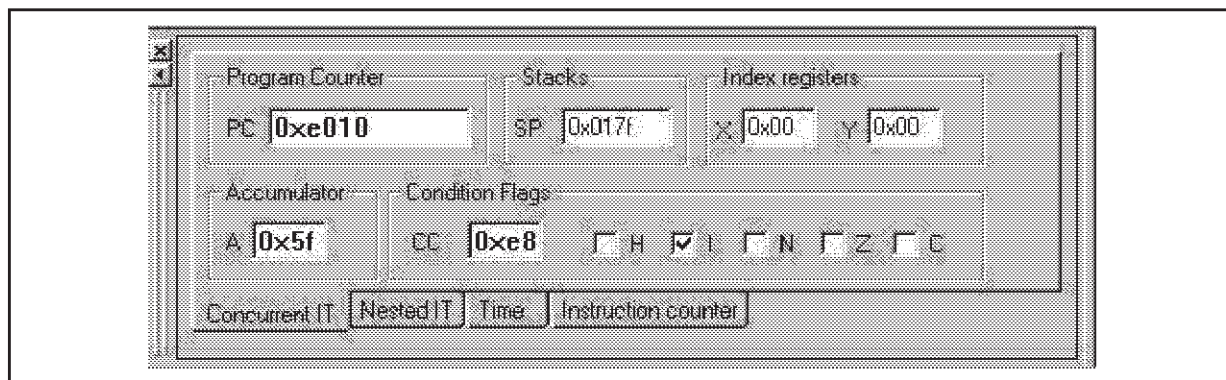 Program Counter Stacks Index registers
PC 0xe010 SP 0x017f X 0x00 Y 0x00
Accumulator Condition Flags
A 0x5f CC 0xe8 H I N Z C
Concurrent IT Nested IT Time Instruction counter